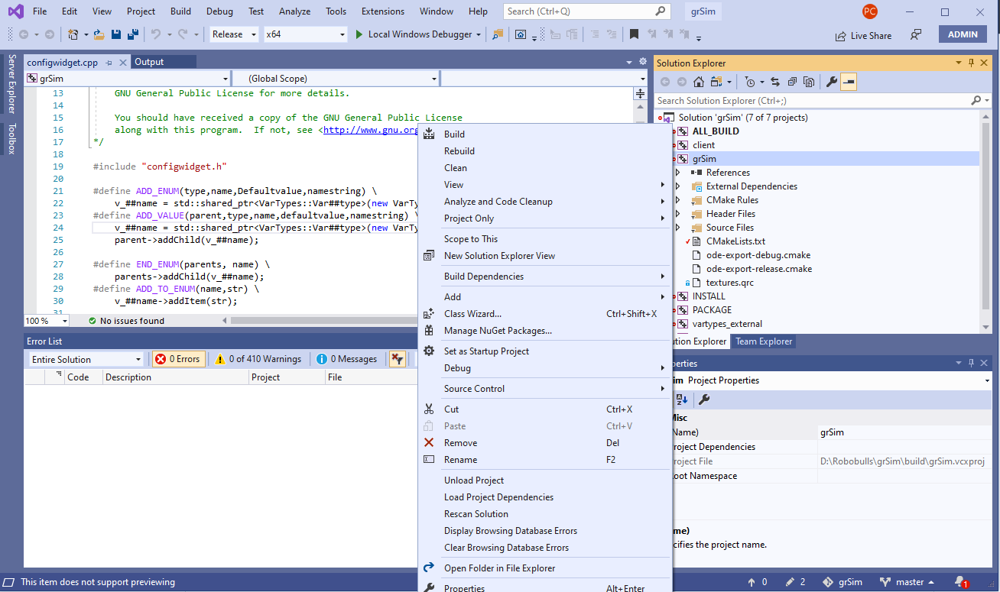 File Edit View Project Build Debug Test Analyze Tools Extensions Window Help Search (Ctrl+Q) grSim PC
Release x64 Local Windows Debugger Live Share ADMIN
Server Explorer
Toolbox
configwidget.cpp Output
grSim (Global Scope)
13 GNU General Public License for more details.
14
15 You should have received a copy of the GNU General Public License
16 along with this program. If not, see <http://www.gnu.org
17 */
18
19 #include "configwidget.h"
20
21 #define ADD_ENUM(type,name,Defaultvalue,namestring) \
22 v_##name = std::shared_ptr<VarTypes::Var##type>(new VarTy
23 #define ADD_VALUE(parent,type,name,defaultvalue,namestring) \
24 v_##name = std::shared_ptr<VarTypes::Var##type>(new VarTy
25 parent->addChild(v_##name);
26
27 #define END_ENUM(parents, name) \
28 parents->addChild(v_##name);
29 #define ADD_TO_ENUM(name,str) \
30 v_##name->addItem(str);
31
100 % No issues found
Error List
Entire Solution 0 Errors 0 of 410 Warnings 0 Messages
Code Description Project File
Build
Rebuild
Clean
View
Analyze and Code Cleanup
Project Only
Scope to This
New Solution Explorer View
Build Dependencies
Add
Class Wizard... Ctrl+Shift+X
Manage NuGet Packages...
Set as Startup Project
Debug
Source Control
Cut Ctrl+X
Paste Ctrl+V
Remove Del
Rename F2
Unload Project
Load Project Dependencies
Rescan Solution
Display Browsing Database Errors
Clear Browsing Database Errors
Open Folder in File Explorer
Properties Alt+Enter
Solution Explorer
Search Solution Explorer (Ctrl+;)
Solution 'grSim' (7 of 7 projects)
ALL_BUILD
client
grSim
References
External Dependencies
CMake Rules
Header Files
Source Files
CMakeLists.txt
ode-export-debug.cmake
ode-export-release.cmake
textures.qrc
INSTALL
PACKAGE
vartypes_external
ution Explorer Team Explorer
perties
im Project Properties
Misc
Name) grSim
roject Dependencies
roject File D:\Robobulls\grSim\build\grSim.vcxproj
oot Namespace
me)
cifies the project name.
This item does not support previewing 0 2 grSim master 1